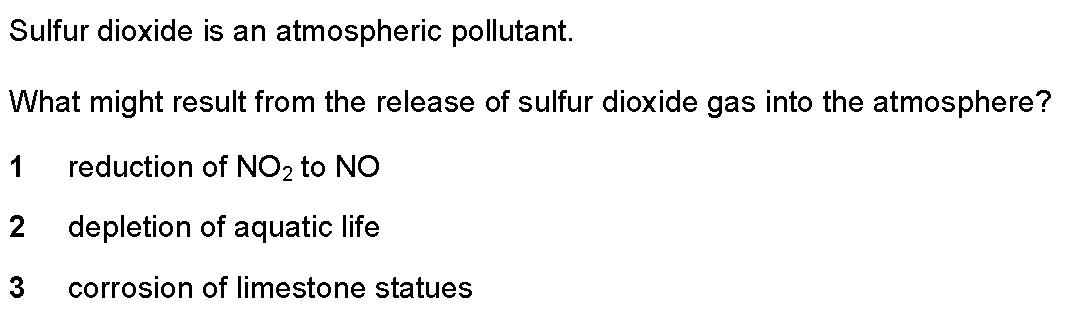 Sulfur dioxide is an atmospheric pollutant.
What might result from the release of sulfur dioxide gas into the atmosphere?
1 reduction of NO₂ to NO
2 depletion of aquatic life
3 corrosion of limestone statues